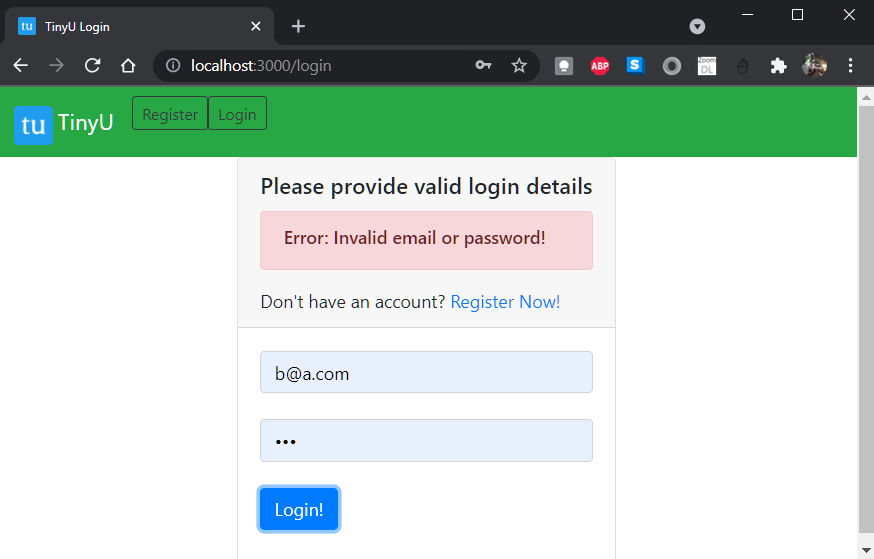 tu TinyU Login
localhost:3000/login
ABP
S
Zoom
DL
tu TinyU Register Login
Please provide valid login details
Error: Invalid email or password!
Don't have an account? Register Now!
b@a.com
Login!